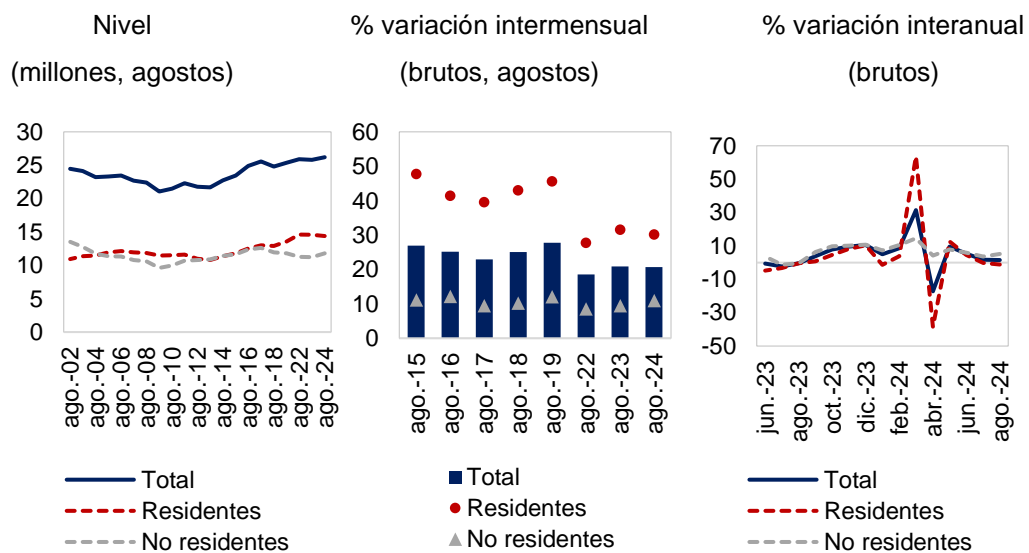 Nivel
(millones, agostos)
30
25
20
15
10
5
0
ago.-02
ago.-04
ago.-06
ago.-08
ago.-10
ago.-12
ago.-14
ago.-16
ago.-18
ago.-20
ago.-22
ago.-24
Total
Residentes
No residentes
% variación intermensual
(brutos, agostos)
60
50
40
30
20
10
0
ago.-15
ago.-16
ago.-17
ago.-18
ago.-19
ago.-22
ago.-23
ago.-24
Total
Residentes
No residentes
% variación interanual
(brutos)
70
50
30
10
-10
-30
-50
jun.-23
ago.-23
oct.-23
dic.-23
feb.-24
abr.-24
jun.-24
ago.-24
Total
Residentes
No residentes